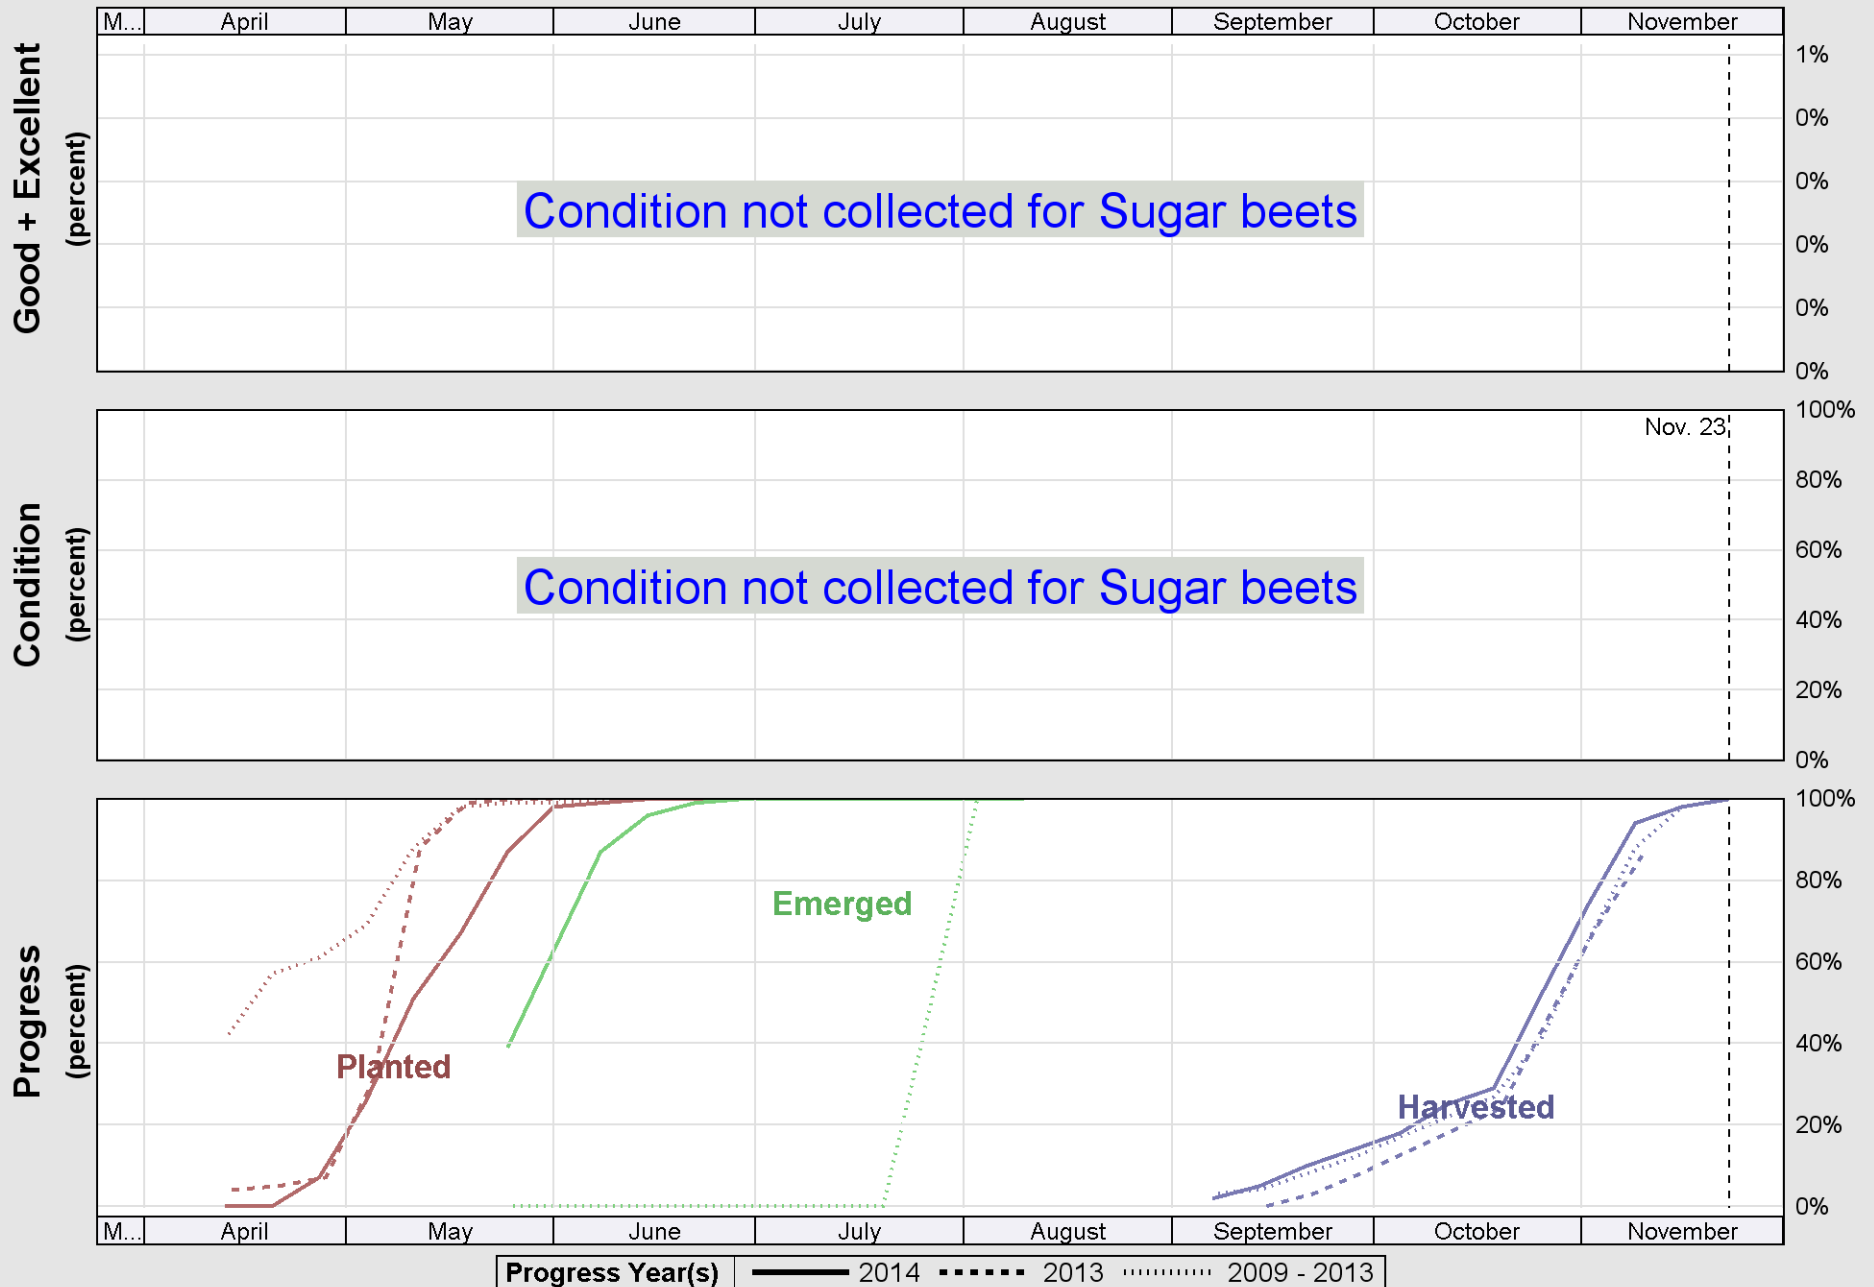 M... April May June July August September October November
Good + Excellent
(percent)
1%
0%
0%
0%
0%
0%
Condition not collected for Sugar beets
Condition
(percent)
Nov. 23
100%
80%
60%
40%
20%
0%
Condition not collected for Sugar beets
Progress
(percent)
100%
80%
60%
40%
20%
0%
Emerged
Planted
Harvested
M... April May June July August September October November
Progress Year(s) 2014 2013 2009 - 2013